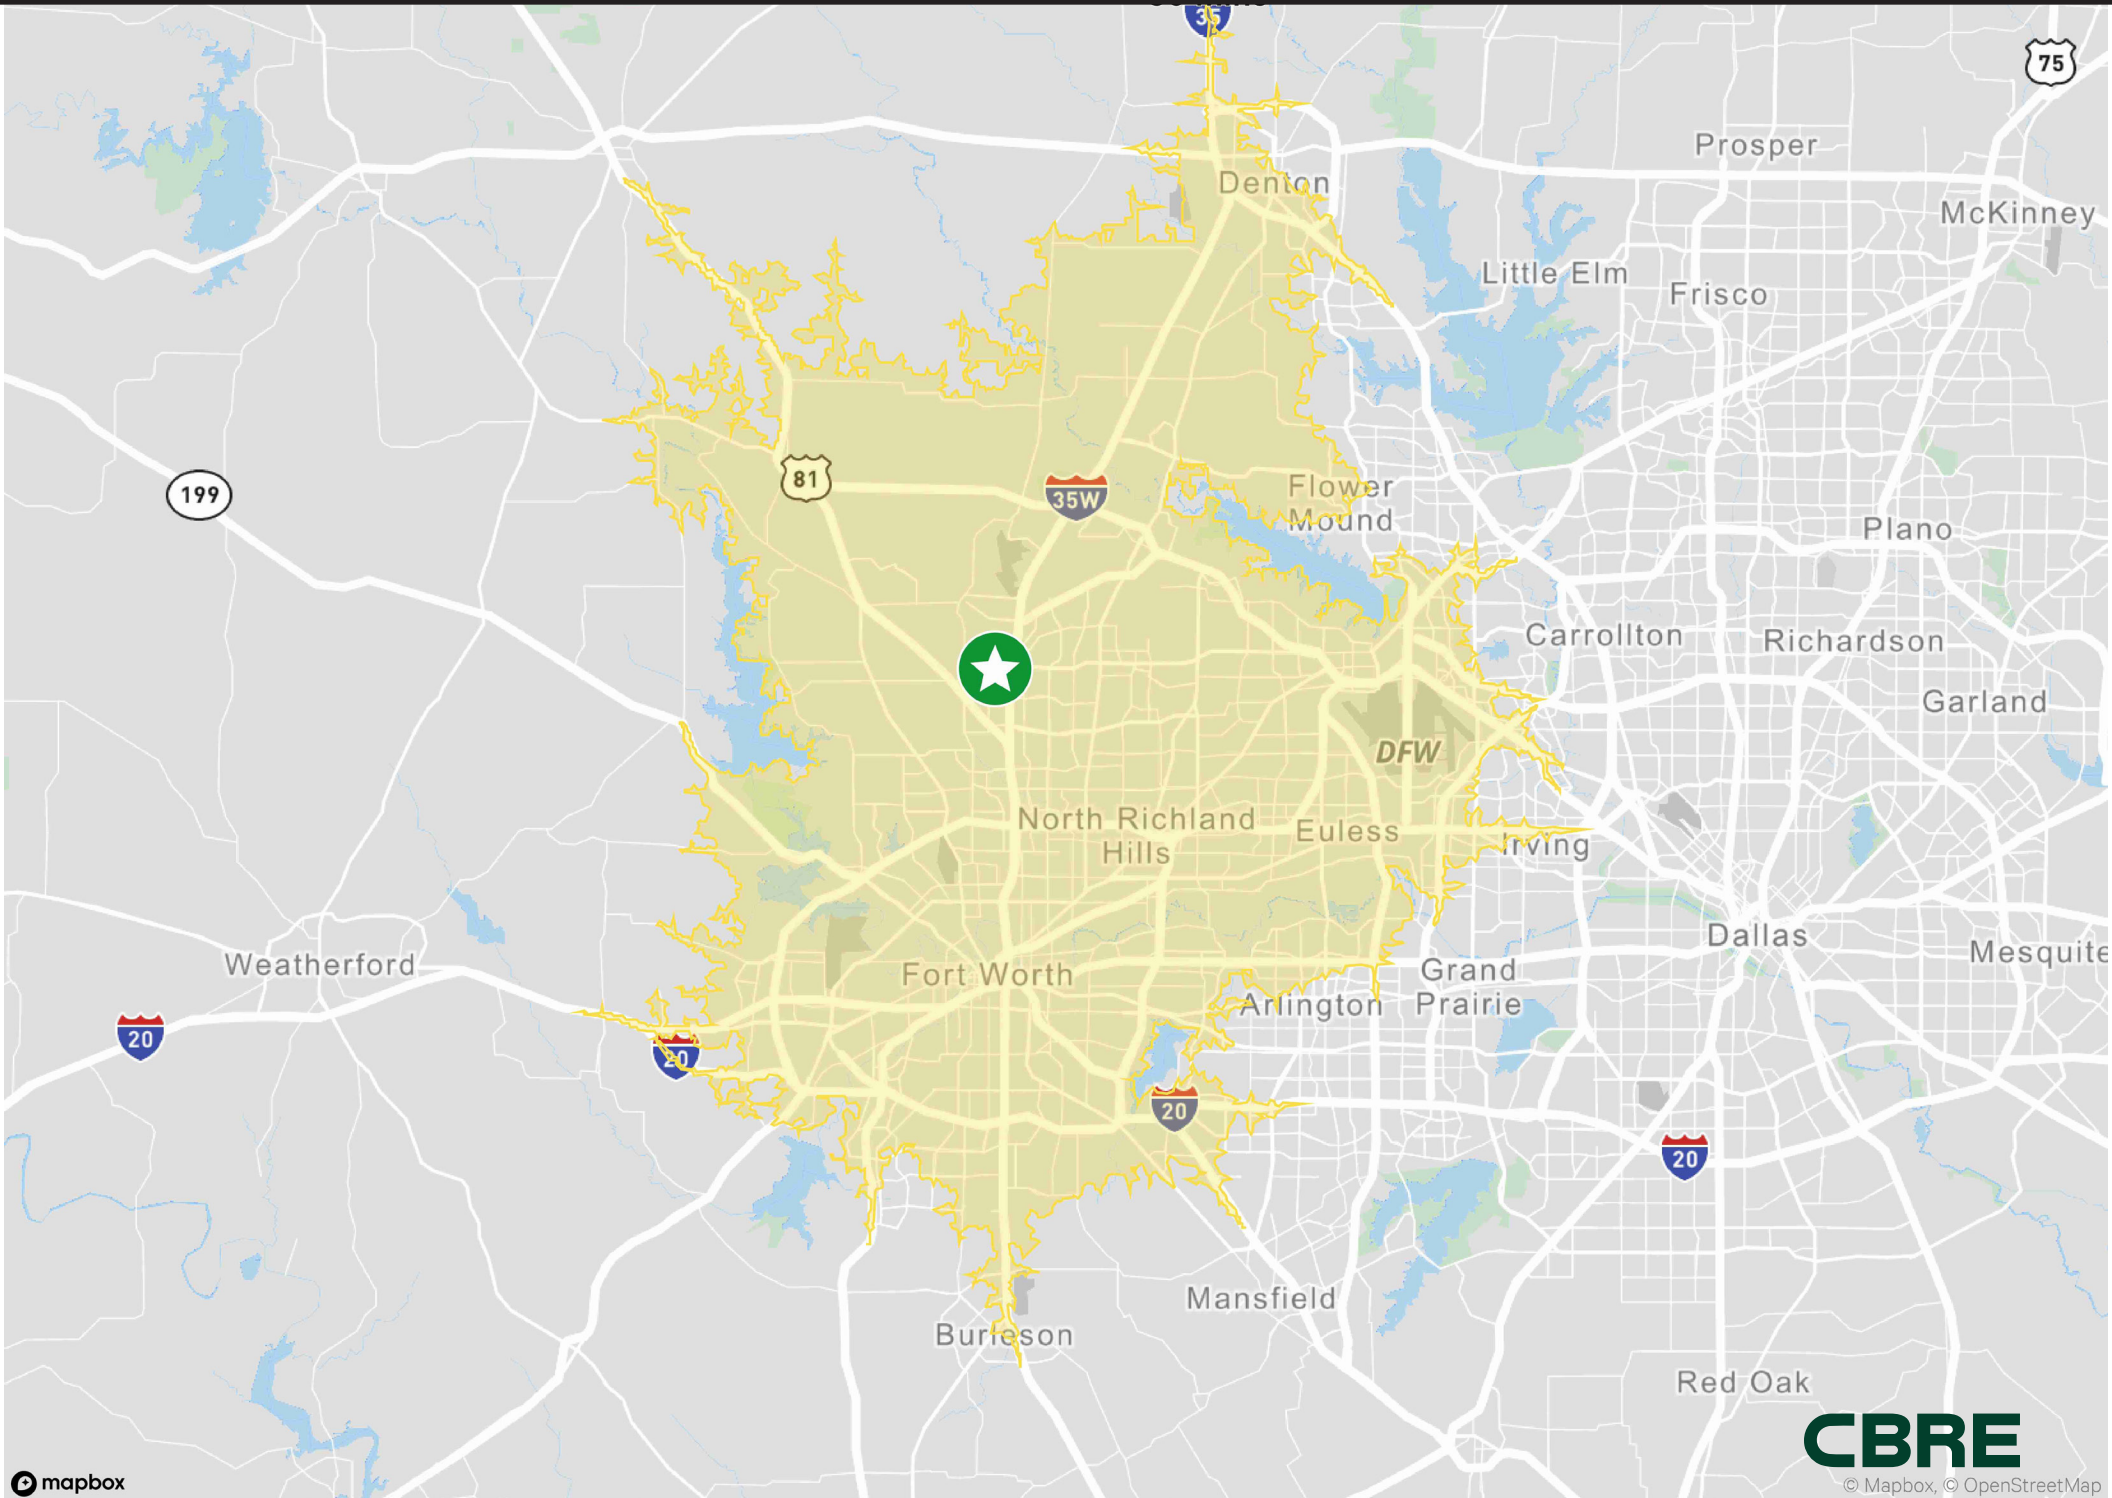 35
75
Prosper
Denton
McKinney
Little Elm
Frisco
81
199
35W
Flower
Mound
Plano
Carrollton
Richardson
Garland
DFW
North Richland
Hills
Euless
Irving
Dallas
Mesquite
Weatherford
Fort Worth
Grand
Prairie
Arlington
20
20
20
20
Mansfield
Burleson
Red Oak
CBRE
mapbox
© Mapbox, © OpenStreetMap